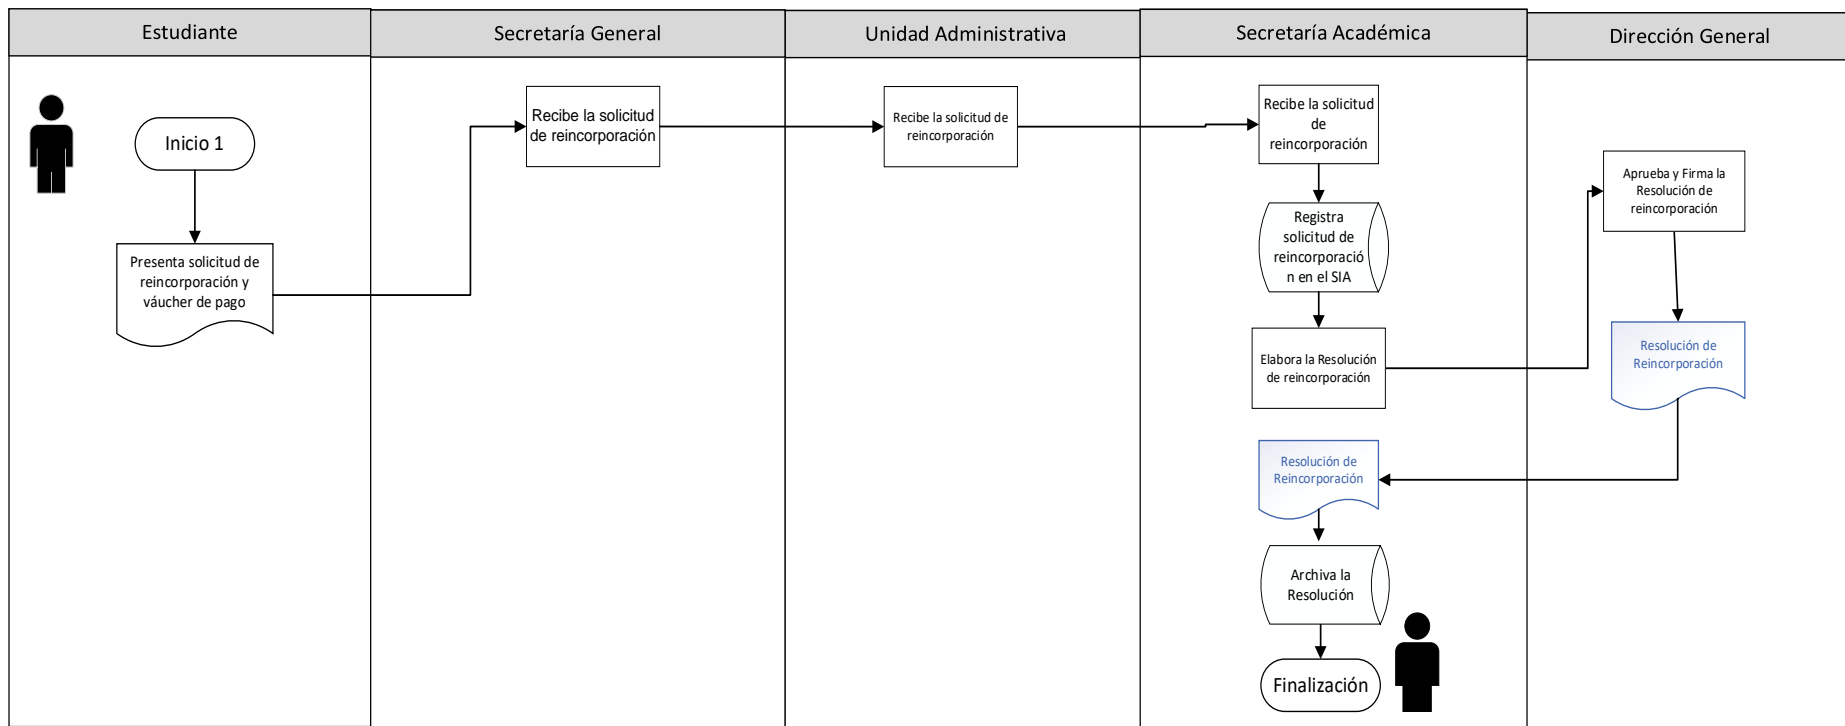 Estudiante
Secretaría General
Unidad Administrativa
Secretaría Académica
Dirección General
Inicio 1
Presenta solicitud de
reincorporación y
váucher de pago
Recibe la solicitud
de reincorporación
Recibe la solicitud de
reincorporación
Recibe la solicitud
de
reincorporación
Registra
solicitud de
reincorporació
n en el SIA
Elabora la Resolución
de reincorporación
Aprueba y Firma la
Resolución de
reincorporación
Resolución de
Reincorporación
Resolución de
Reincorporación
Archiva la
Resolución
Finalización